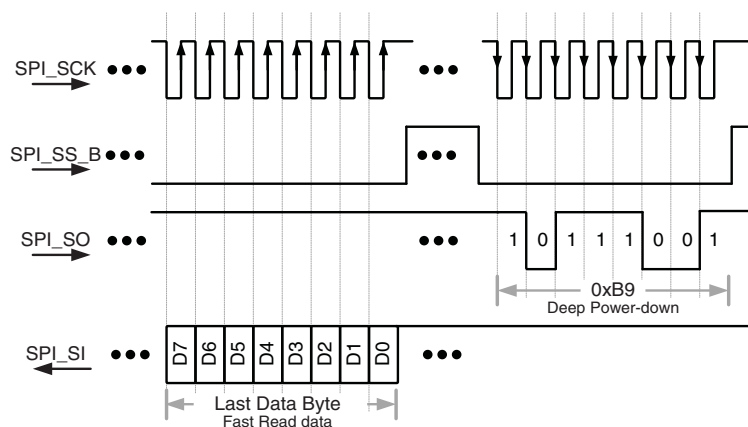 SPI_SCK
SPI_SS_B
SPI_SO
1 0 1 1 1 0 0 1
0xB9
Deep Power-down
SPI_SI
D7 D6 D5 D4 D3 D2 D1 D0
Last Data Byte
Fast Read data